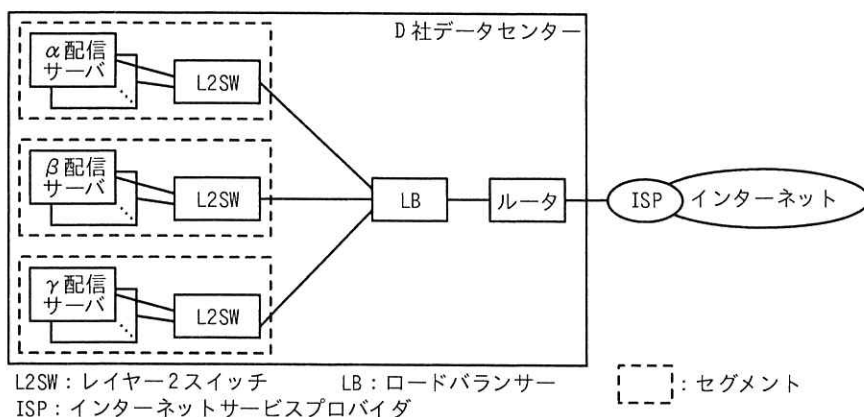 D社データセンター
α配信
サーバ
L2SW
β配信
サーバ
L2SW
LB
ルータ
ISP
インターネット
γ配信
サーバ
L2SW
L2SW：レイヤー2スイッチ
LB：ロードバランサー
：セグメント
ISP：インターネットサービスプロバイダ